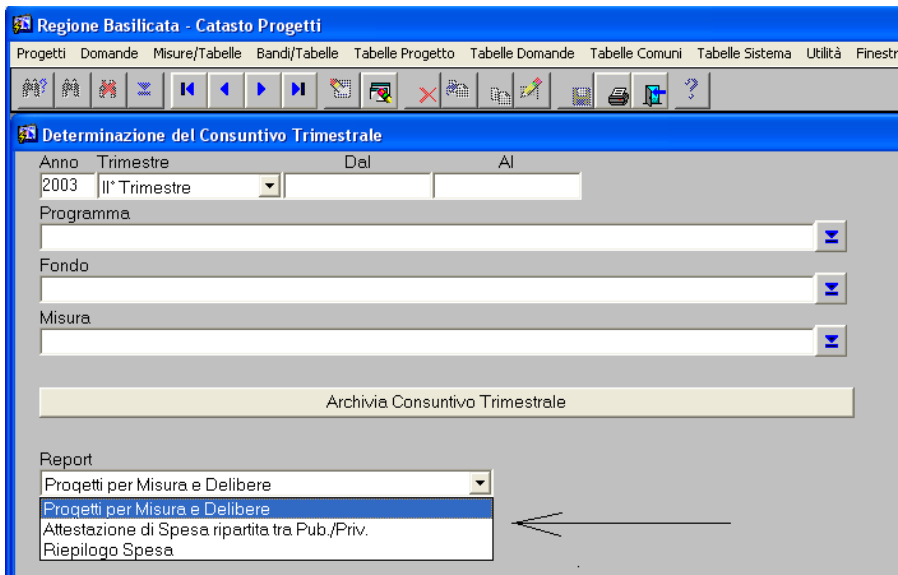 Regione Basilicata - Catasto Progetti
Progetti Domande Misure/Tabelle Bandi/Tabelle Tabelle Progetto Tabelle Domande Tabelle Comuni Tabelle Sistema Utilità Finestr
Determinazione del Consuntivo Trimestrale
Anno Trimestre Dal Al
2003 II° Trimestre
Programma
Fondo
Misura
Archivia Consuntivo Trimestrale
Report
Progetti per Misura e Delibere
Progetti per Misura e Delibere
Attestazione di Spesa ripartita tra Pub./Priv.
Riepilogo Spesa